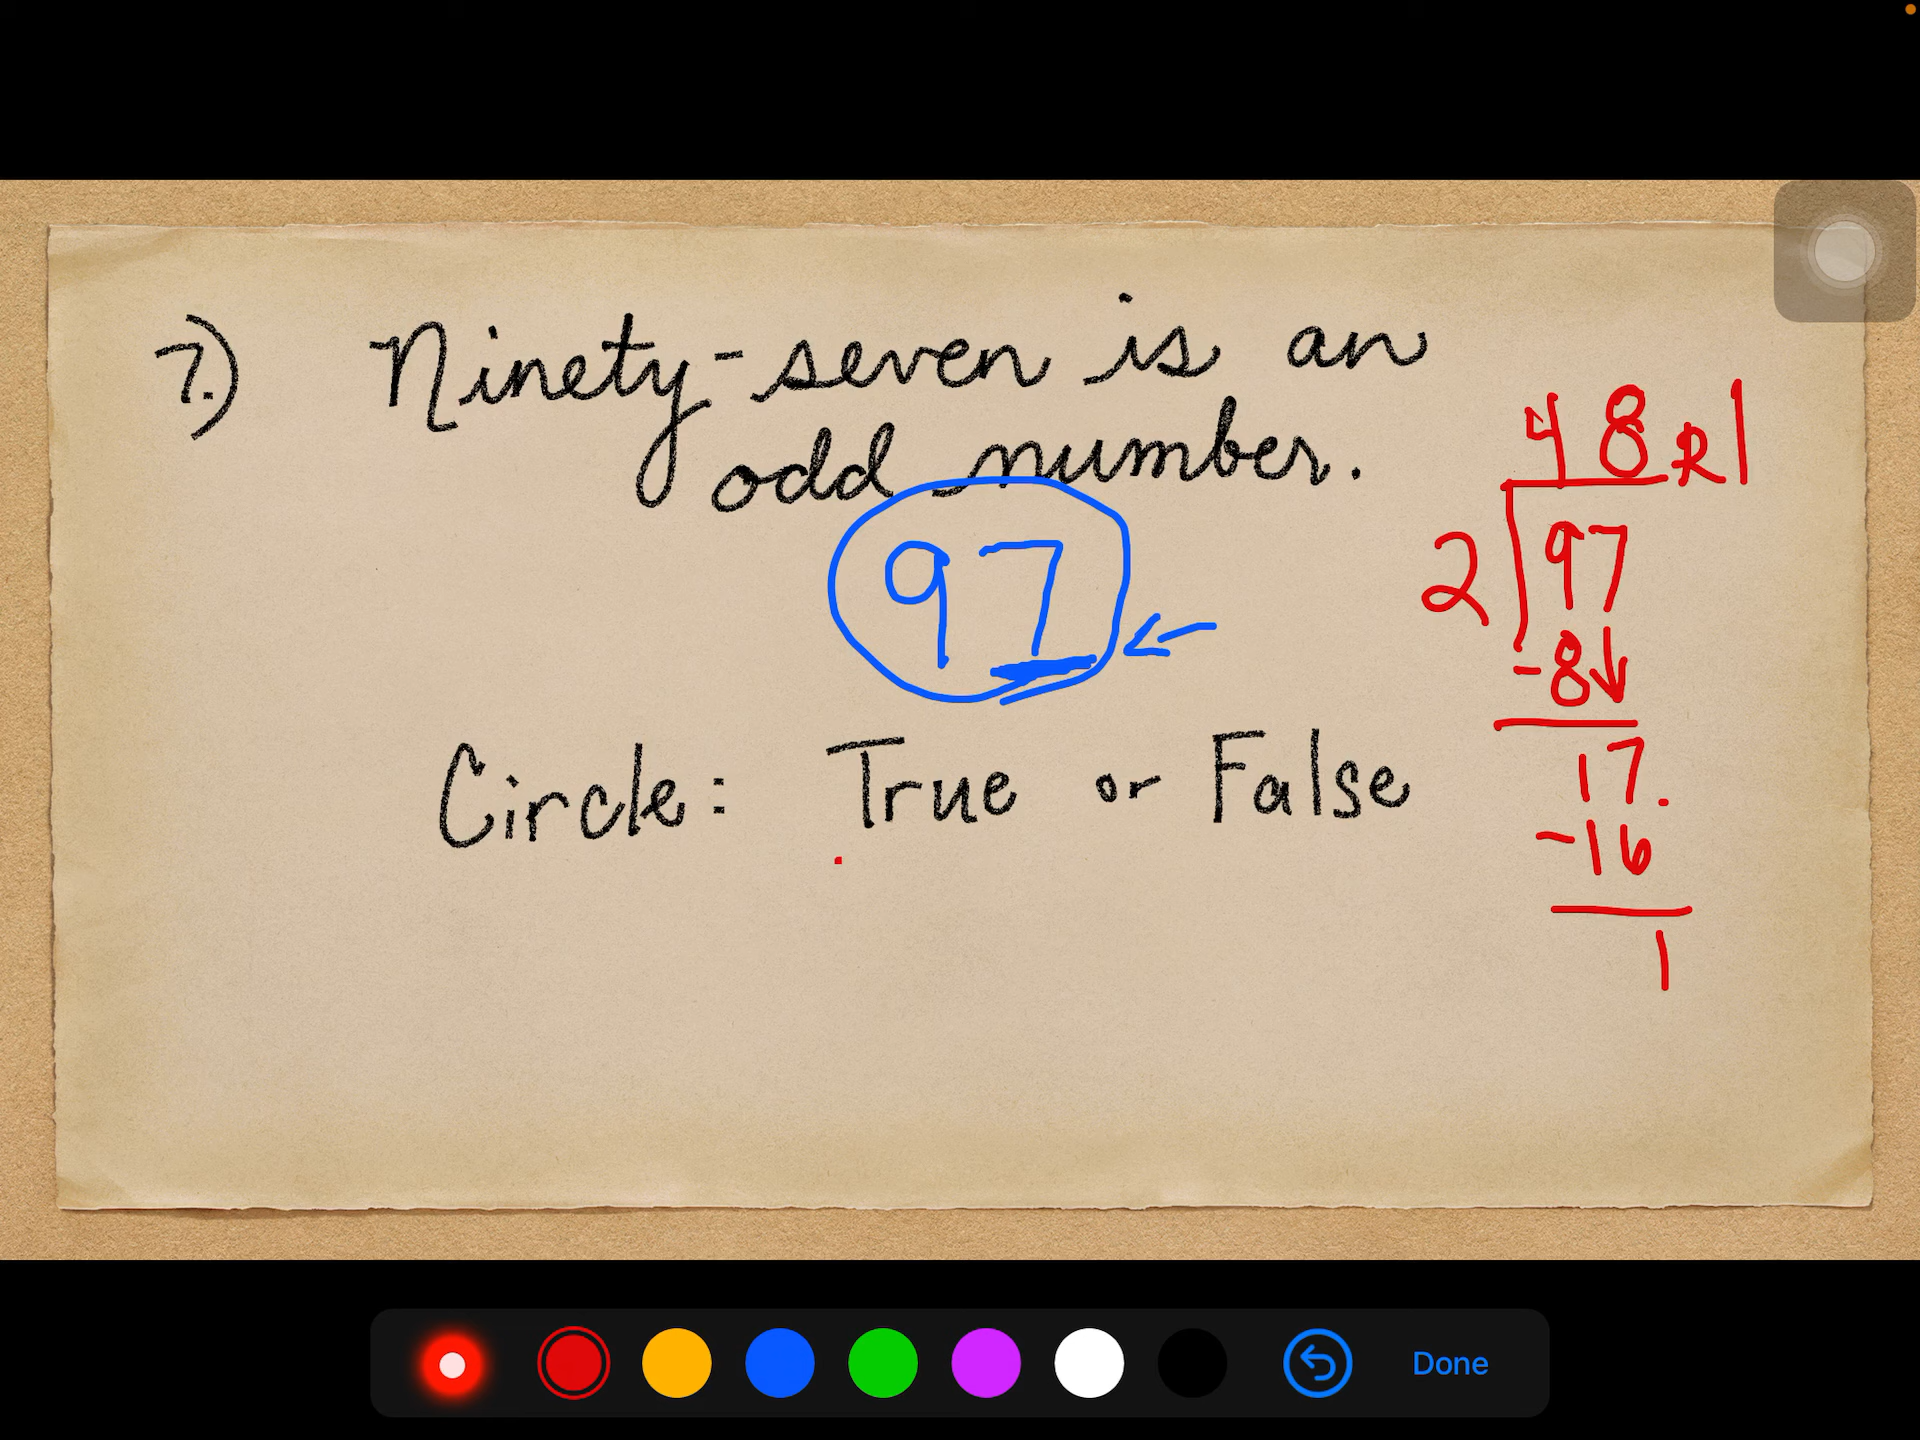 7.) Ninety-seven is an
odd number.
97
Circle: True or False
48 R1
2 97
-8
17.
-16
1
Done